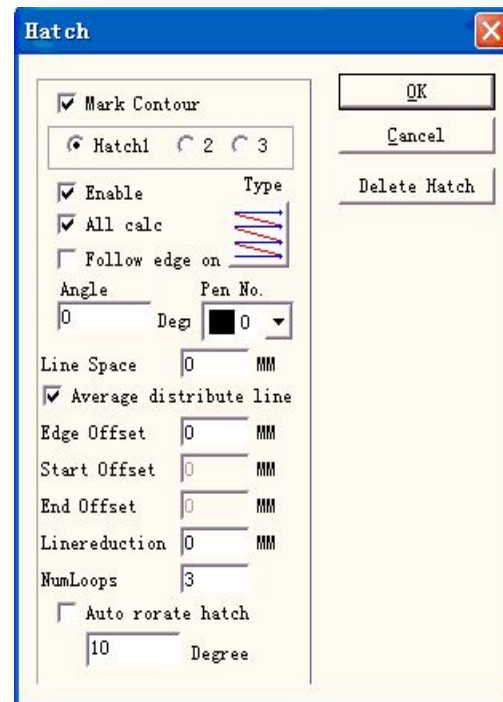 Hatch
OK
Cancel
Delete Hatch
Mark Contour
Hatch1 2 3
Enable
Type
All calc
Follow edge on
Angle Pen No.
0 Deg 0
Line Space 0 MM
Average distribute line
Edge Offset 0 MM
Start Offset 0 MM
End Offset 0 MM
Linereduction 0 MM
NumLoops 3
Auto rorate hatch
10 Degree